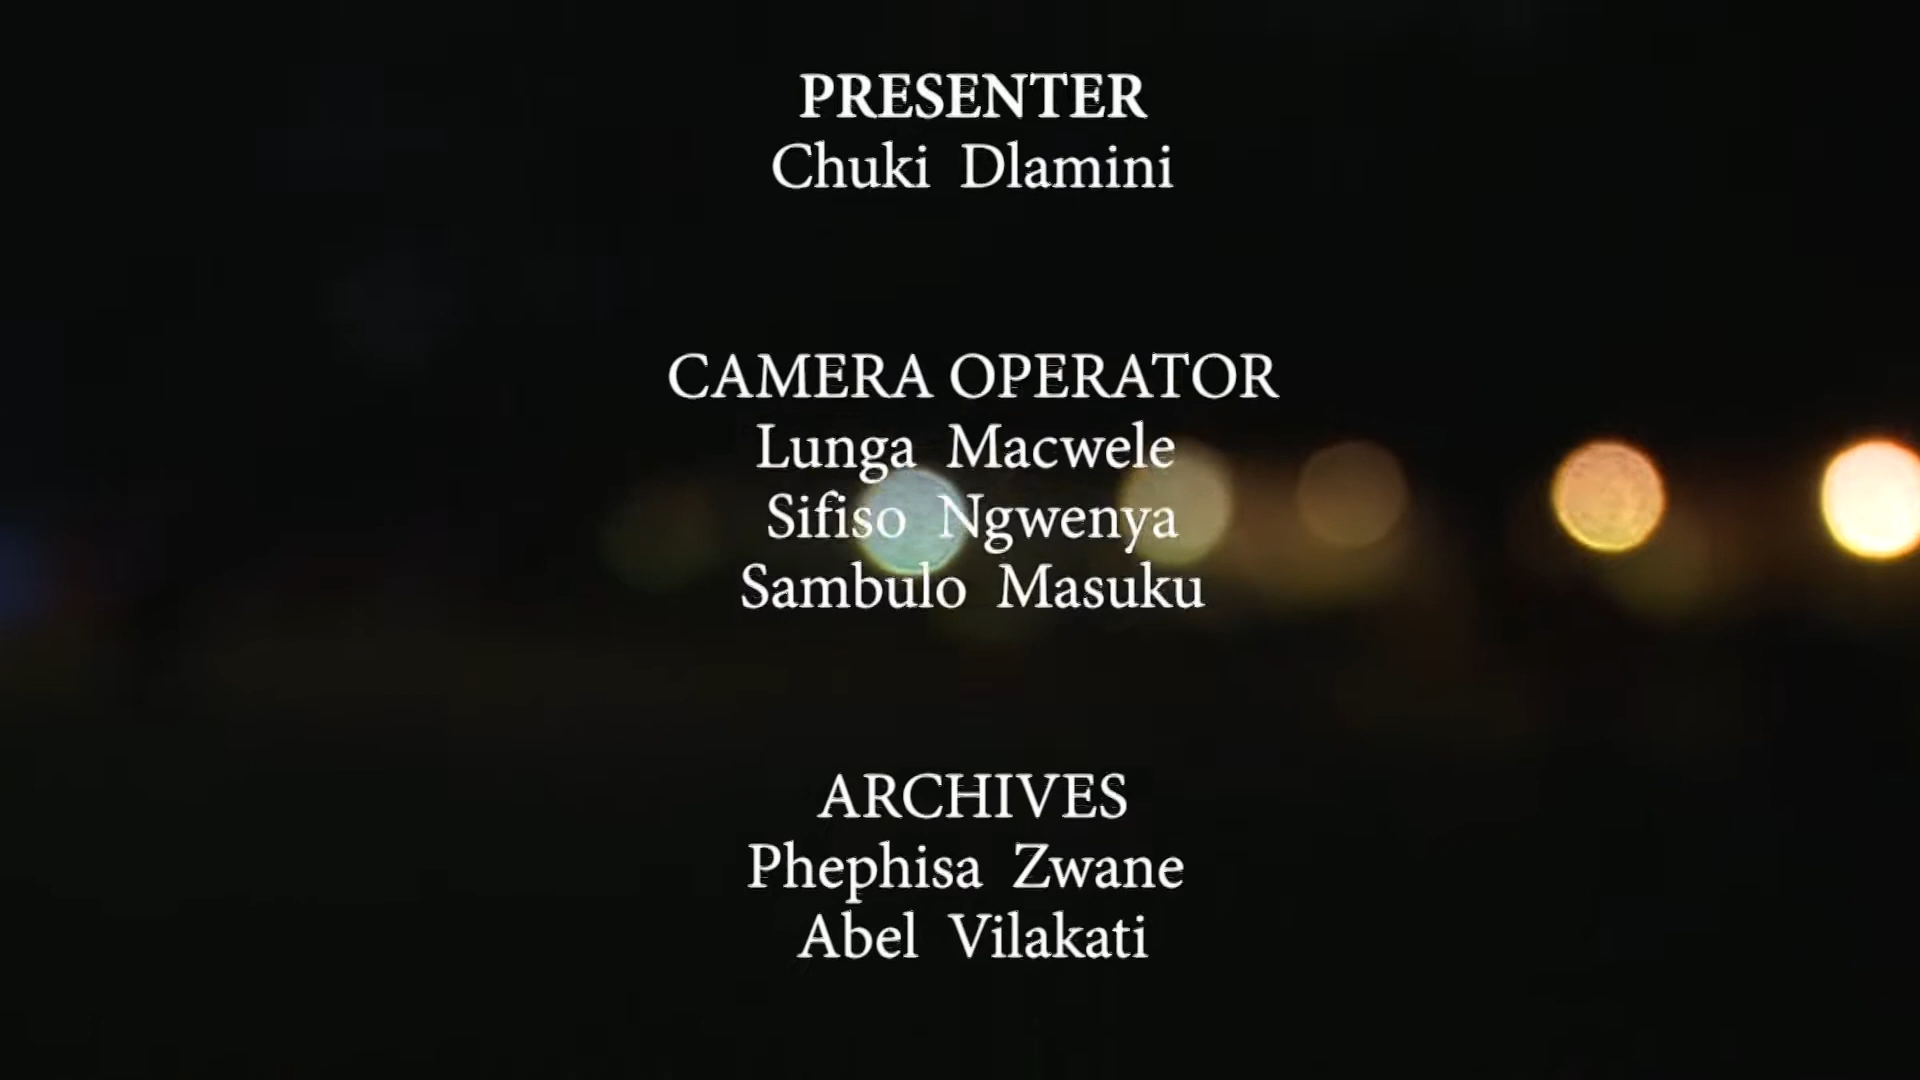 PRESENTER
Chuki Dlamini
CAMERA OPERATOR
Lunga Macwele
Sifiso Ngwenya
Sambulo Masuku
ARCHIVES
Phephisa Zwane
Abel Vilakati